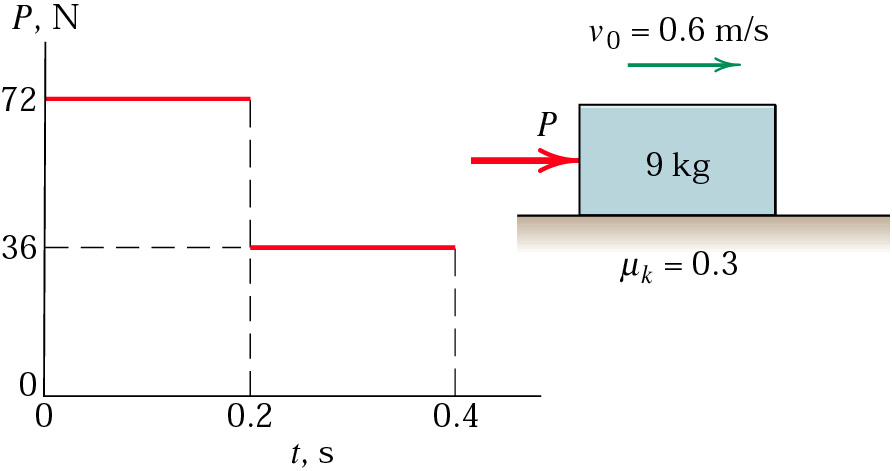 P, N
72
36
0
0
0.2
0.4
t, s
v₀ = 0.6 m/s
P
9 kg
μₖ = 0.3